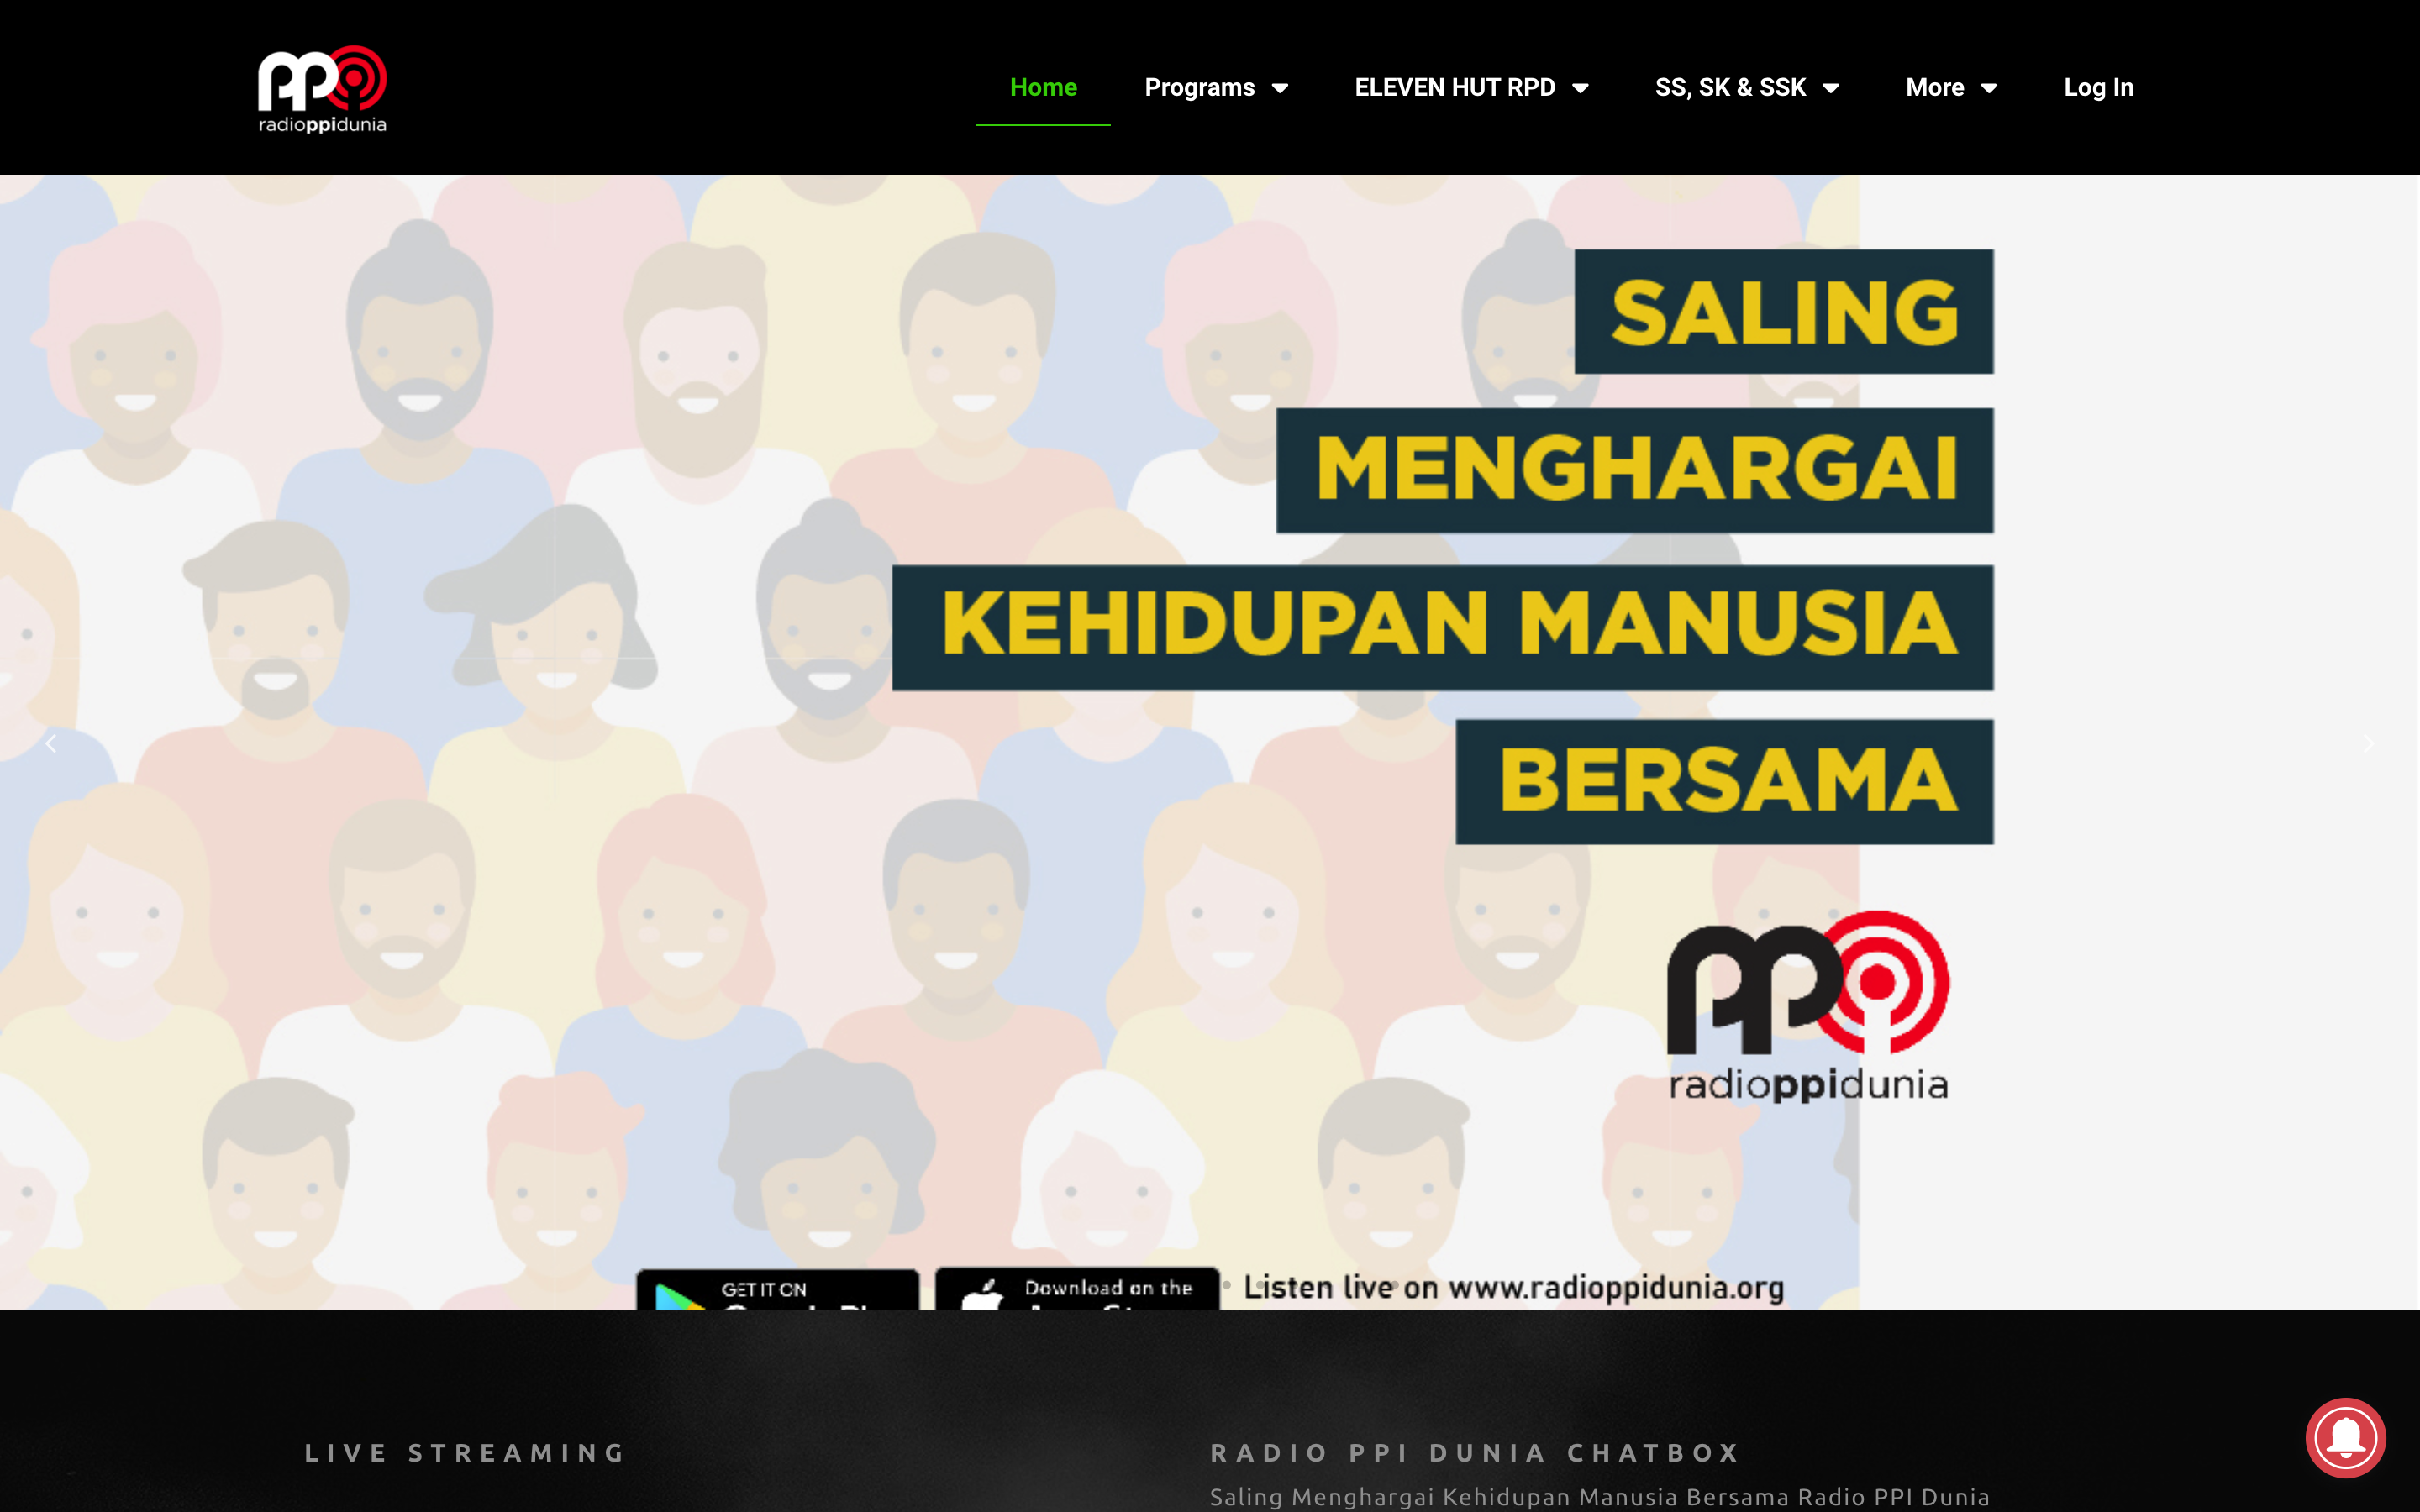 radioppidunia
Home Programs ELEVEN HUT RPD SS, SK & SSK More Log In
SALING
MENGHARGAI
KEHIDUPAN MANUSIA
BERSAMA
ppi
radioppidunia
GET IT ON
Download on the
Listen live on www.radioppidunia.org
LIVE STREAMING
RADIO PPI DUNIA CHATBOX
Saling Menghargai Kehidupan Manusia Bersama Radio PPI Dunia